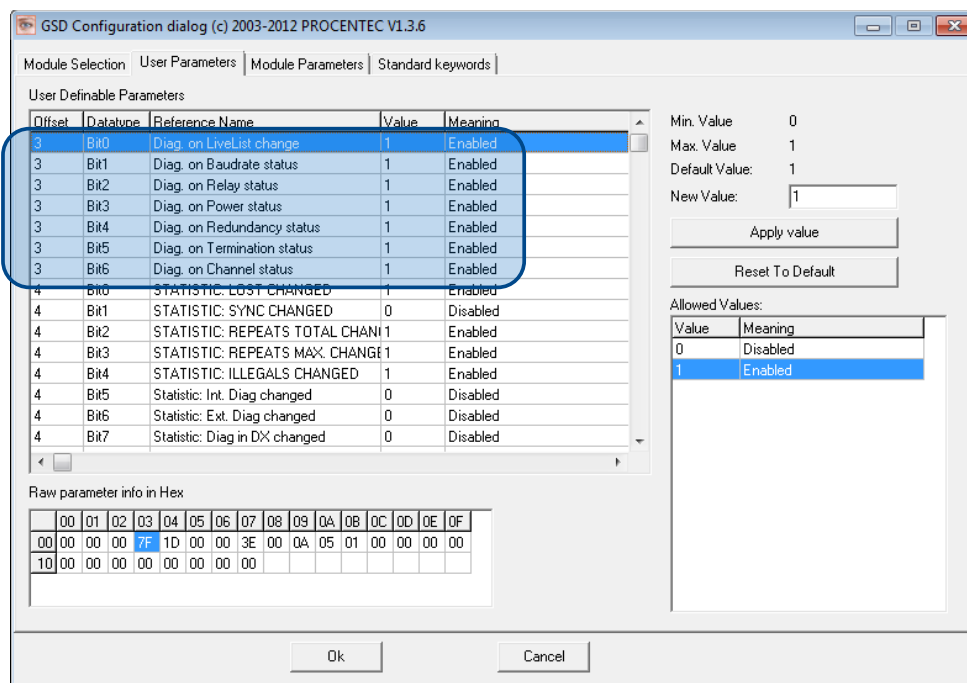 GSD Configuration dialog (c) 2003-2012 PROCENTEC V1.3.6
Module Selection User Parameters Module Parameters Standard keywords
User Definable Parameters
Offset Datatype Reference Name Value Meaning
3 Bit0 Diag. on LiveList change 1 Enabled
3 Bit1 Diag. on Baudrate status 1 Enabled
3 Bit2 Diag. on Relay status 1 Enabled
3 Bit3 Diag. on Power status 1 Enabled
3 Bit4 Diag. on Redundancy status 1 Enabled
3 Bit5 Diag. on Termination status 1 Enabled
3 Bit6 Diag. on Channel status 1 Enabled
4 Bit0 STATISTIC: LOST CHANGED 1 Enabled
4 Bit1 STATISTIC: SYNC CHANGED 0 Disabled
4 Bit2 STATISTIC: REPEATS TOTAL CHAN 1 Enabled
4 Bit3 STATISTIC: REPEATS MAX. CHANGE 1 Enabled
4 Bit4 STATISTIC: ILLEGALS CHANGED 1 Enabled
4 Bit5 Statistic: Int. Diag changed 0 Disabled
4 Bit6 Statistic: Ext. Diag changed 0 Disabled
4 Bit7 Statistic: Diag in DX changed 0 Disabled
Min. Value 0
Max. Value 1
Default Value: 1
New Value: 1
Apply value
Reset To Default
Allowed Values:
Value Meaning
0 Disabled
1 Enabled
Raw parameter info in Hex
00 01 02 03 04 05 06 07 08 09 0A 0B 0C 0D 0E 0F
00 00 00 00 7F 1D 00 00 3E 00 0A 05 01 00 00 00 00
10 00 00 00 00 00 00 00 00
Ok Cancel